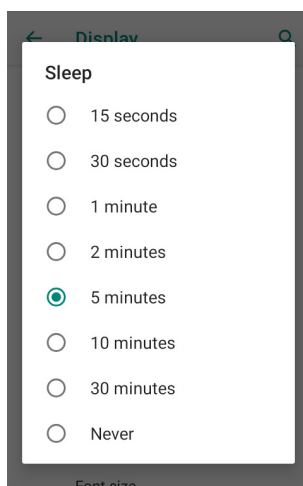 Display
Sleep
15 seconds
30 seconds
1 minute
2 minutes
5 minutes
10 minutes
30 minutes
Never
Font size